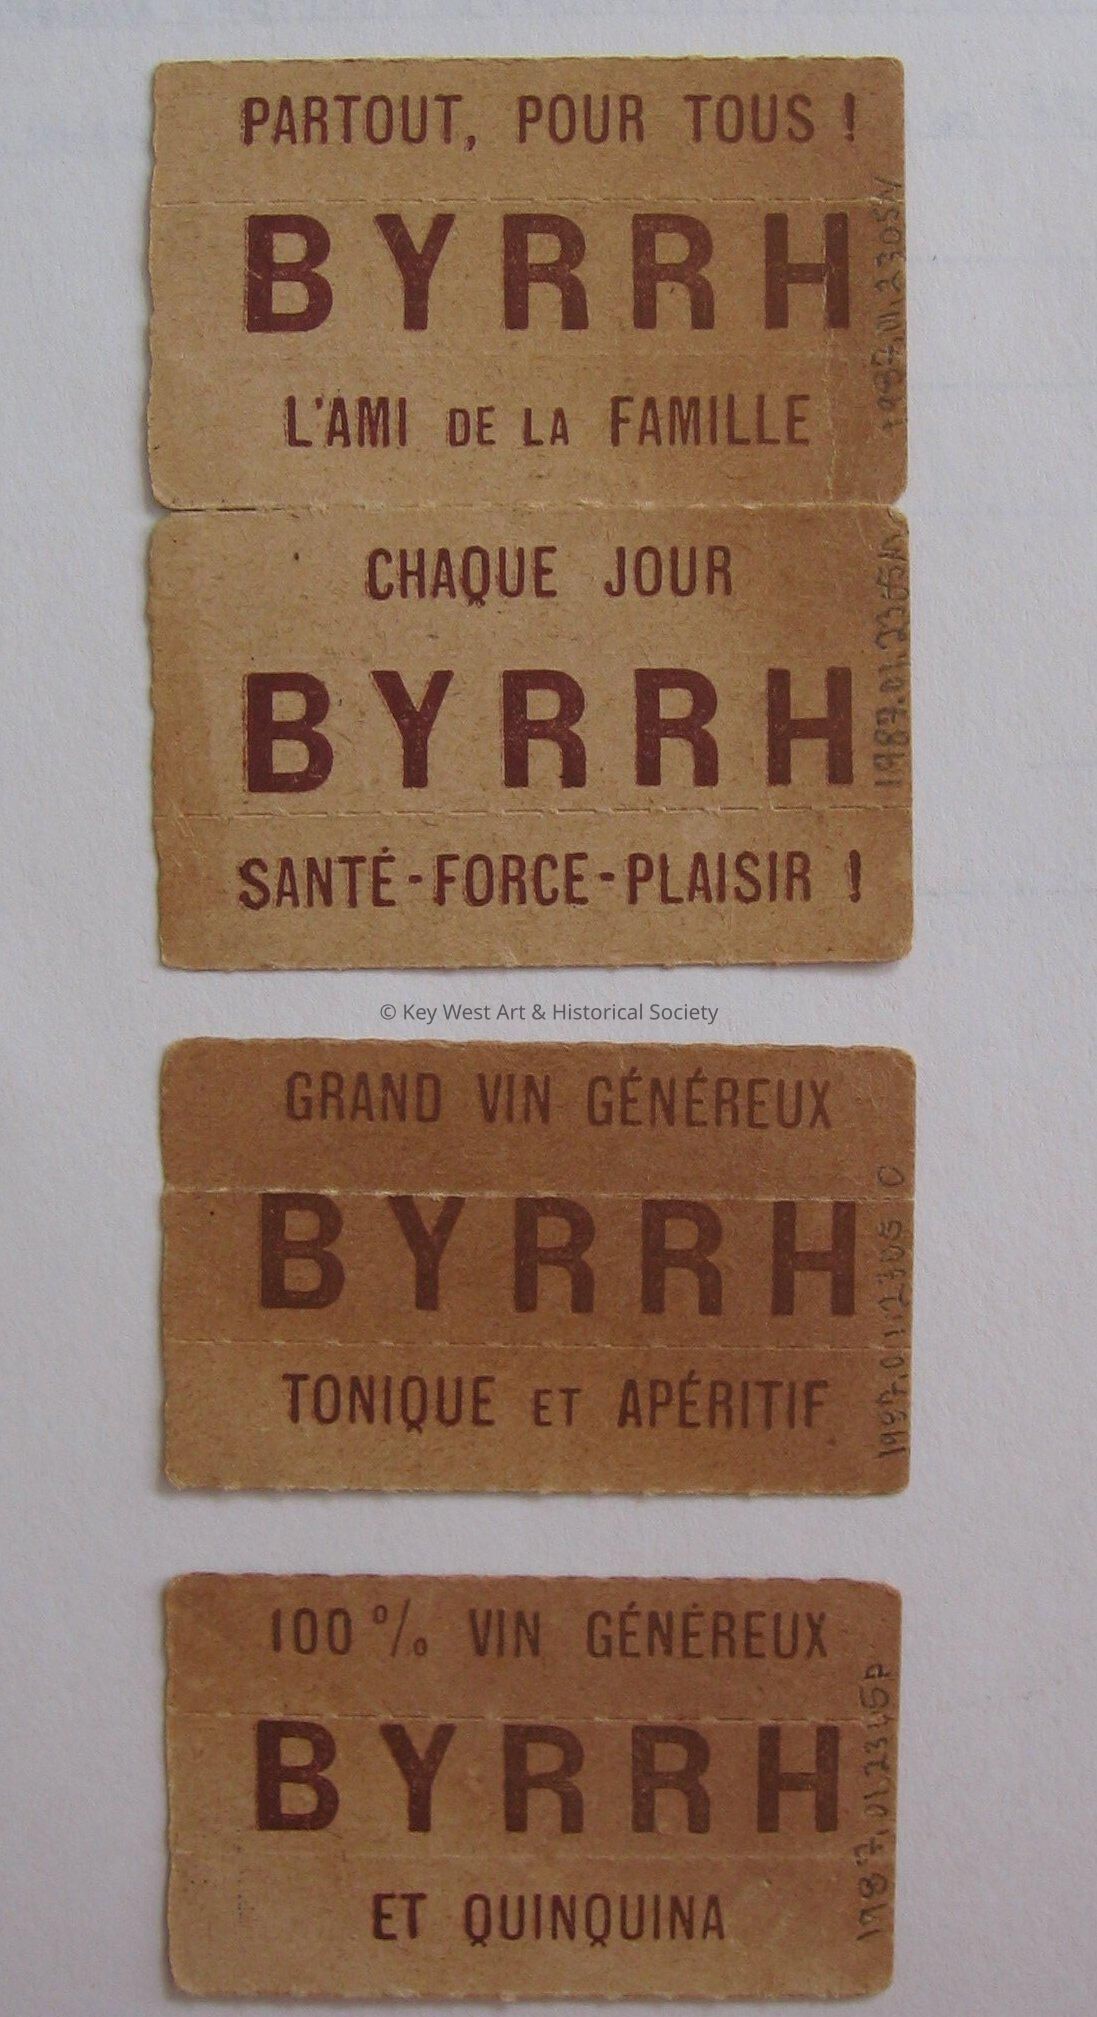 PARTOUT, POUR TOUS !
BYRRH
L'AMI DE LA FAMILLE
CHAQUE JOUR
BYRRH
SANTÉ-FORCE-PLAISIR !
© Key West Art & Historical Society
GRAND VIN GÉNÉREUX
BYRRH
TONIQUE ET APÉRITIF
100 % VIN GÉNÉREUX
BYRRH
ET QUINQUINA